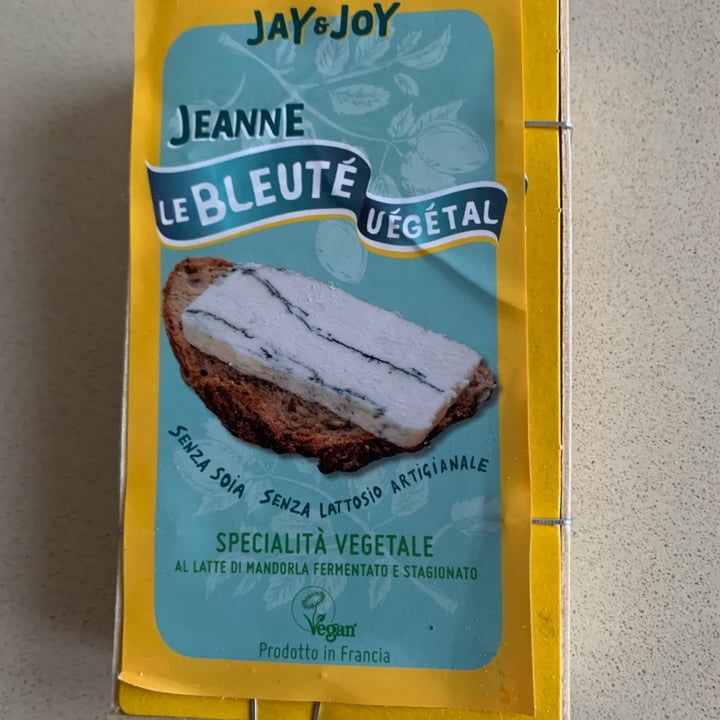 JAY & JOY
JEANNE
LE BLEUTÉ VÉGÉTAL
SENZA SOIA SENZA LATTOSIO ARTIGIANALE
SPECIALITÀ VEGETALE
AL LATTE DI MANDORLA FERMENTATO E STAGIONATO
Vegan
Prodotto in Francia